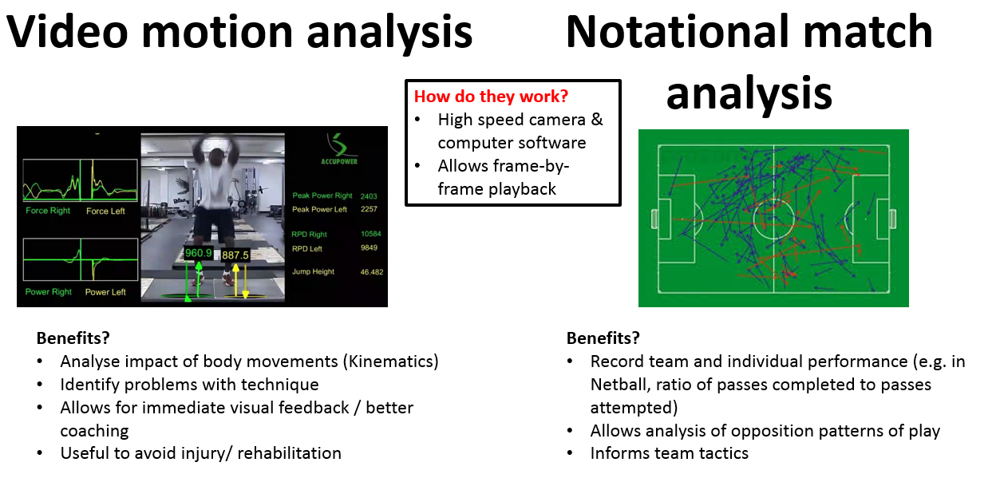 Video motion analysis
Notational match
analysis
How do they work?
• High speed camera &
computer software
• Allows frame-by-
frame playback
ACCUPOWER
Force Right Force Left
Power Right Power Left
960.9
887.5
Peak Power Right 2403
Peak Power Left 2257
RPD Right 10584
RPD Left 9849
Jump Height 46.482
Benefits?
• Analyse impact of body movements (Kinematics)
• Identify problems with technique
• Allows for immediate visual feedback / better
coaching
• Useful to avoid injury/ rehabilitation
Benefits?
• Record team and individual performance (e.g. in
Netball, ratio of passes completed to passes
attempted)
• Allows analysis of opposition patterns of play
• Informs team tactics